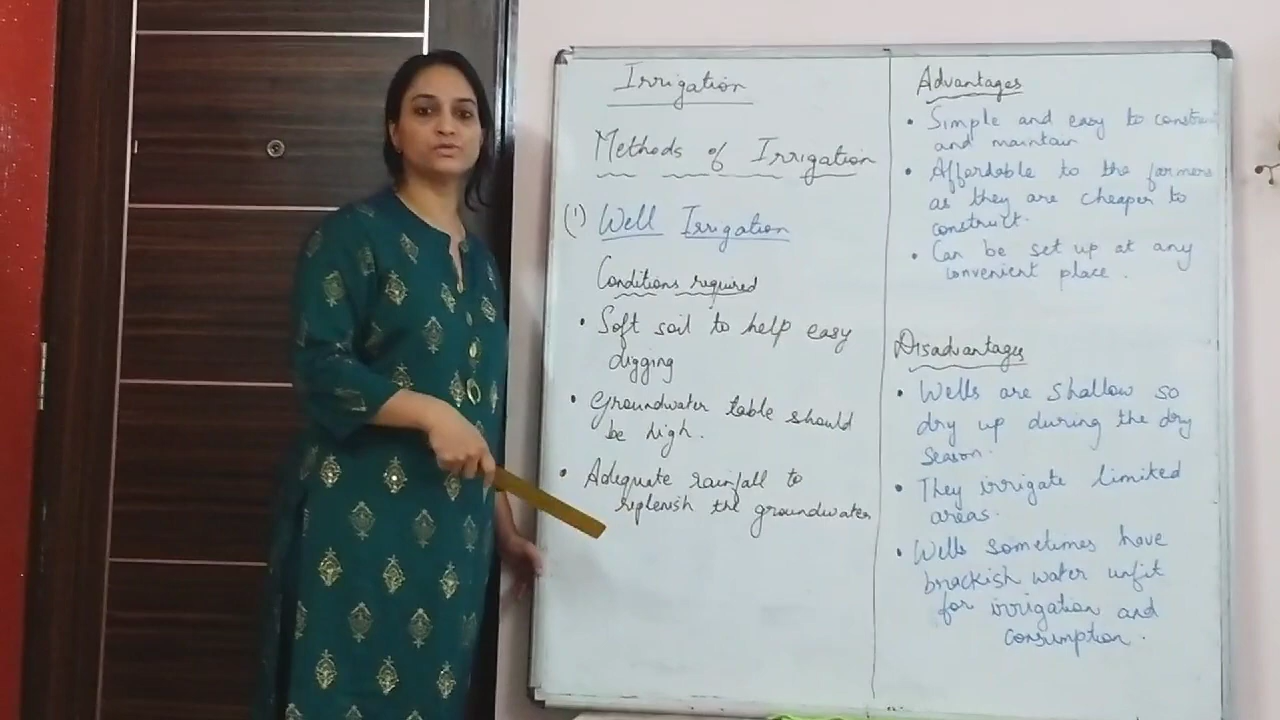 Irrigation
Methods of Irrigation
(1) Well Irrigation
Conditions required
• Soft soil to help easy
digging
• Groundwater table should
be high.
• Adequate rainfall to
replenish the groundwater
Advantages
• Simple and easy to construct
and maintain
• Affordable to the farmers
as they are cheaper to
construct.
• Can be set up at any
convenient place.
Disadvantages
• Wells are shallow so
dry up during the dry
season.
• They irrigate limited
areas.
• Wells sometimes have
brackish water unfit
for irrigation and
consumption.